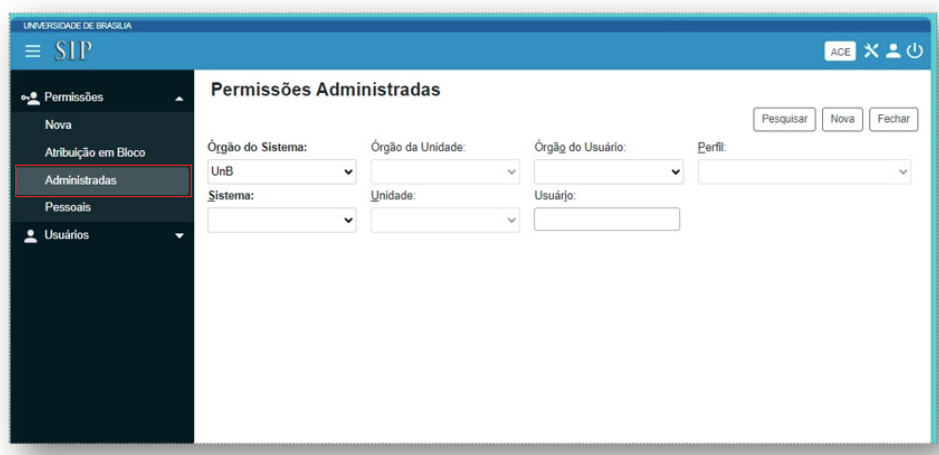 UNIVERSIDADE DE BRASILIA
SIP
ACE
Permissões
Nova
Atribuição em Bloco
Administradas
Pessoais
Usuários
Permissões Administradas
Pesquisar Nova Fechar
Órgão do Sistema: Órgão da Unidade: Órgão do Usuário: Perfil:
UnB
Sistema: Unidade: Usuário: